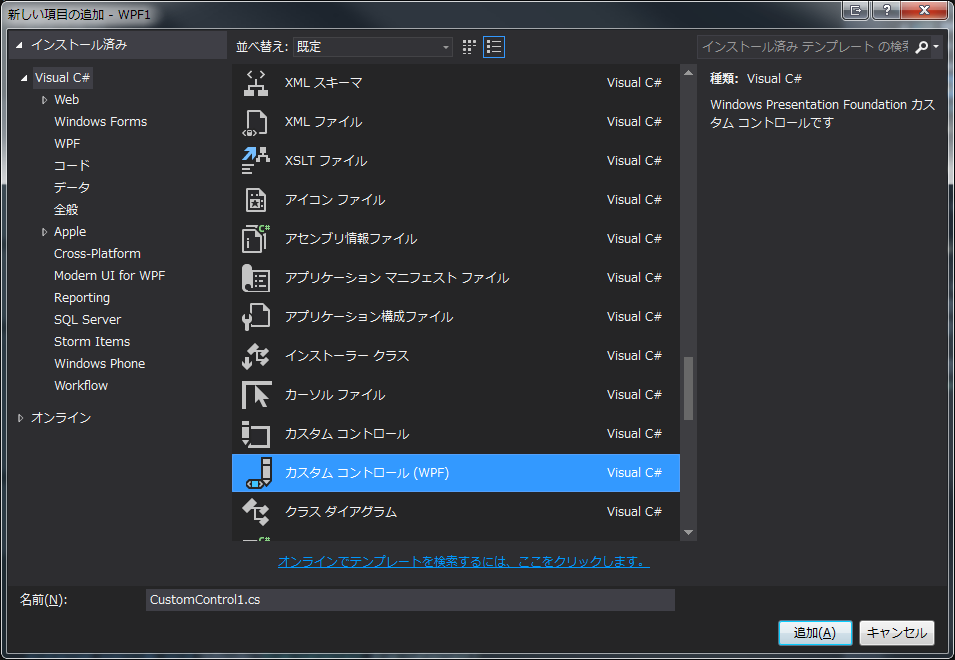 新しい項目の追加 - WPF1
インストール済み
並べ替え: 既定
インストール済み テンプレート の検索
Visual C#
Web
Windows Forms
WPF
コード
データ
全般
Apple
Cross-Platform
Modern UI for WPF
Reporting
SQL Server
Storm Items
Windows Phone
Workflow
オンライン
XML スキーマ Visual C#
XML ファイル Visual C#
XSLT ファイル Visual C#
アイコン ファイル Visual C#
アセンブリ情報ファイル Visual C#
アプリケーション マニフェスト ファイル Visual C#
アプリケーション構成ファイル Visual C#
インストーラー クラス Visual C#
カーソル ファイル Visual C#
カスタム コントロール Visual C#
カスタム コントロール (WPF) Visual C#
クラス ダイアグラム Visual C#
種類: Visual C#
Windows Presentation Foundation カス
タム コントロールです
オンラインでテンプレートを検索するには、ここをクリックします。
名前(N): CustomControl1.cs
追加(A) キャンセル